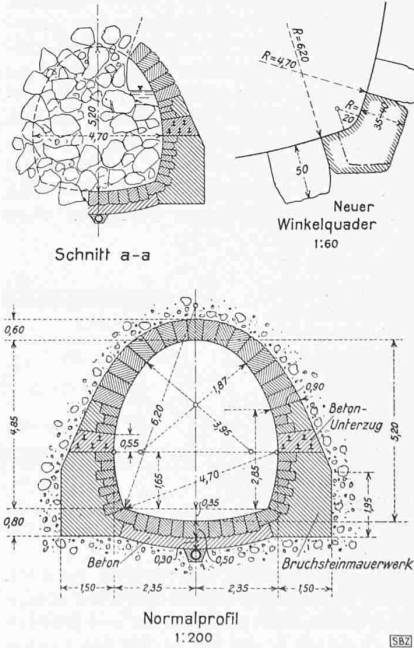 5,20
4,70
Schnitt a-a
R=6,20
R=4,70
R=
20
35
50
Neuer
Winkelquader
1:60
0,60
4,85
0,80
6,20
1,87
3,95
0,90
Beton-
Unterzug
0,55
4,70
1,65
2,85
0,35
5,20
1,95
Beton
0,30
0,50
Bruchsteinmauerwerk
1,50
2,35
2,35
1,50
Normalprofil
1:200
SBZ